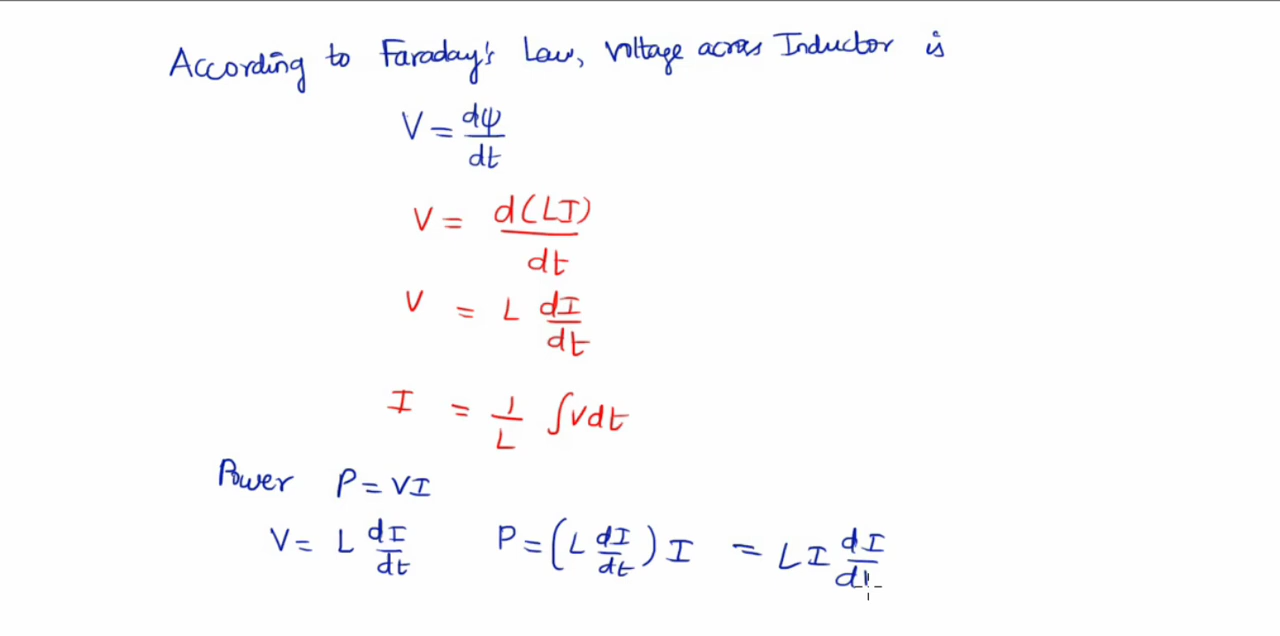 According to Faraday's Law, Voltage across Inductor is
V = dψ/dt
V = d(LI)/dt
V = L dI/dt
I = 1/L ∫Vdt
Power P = VI
V = L dI/dt P = (L dI/dt) I = LI dI/d